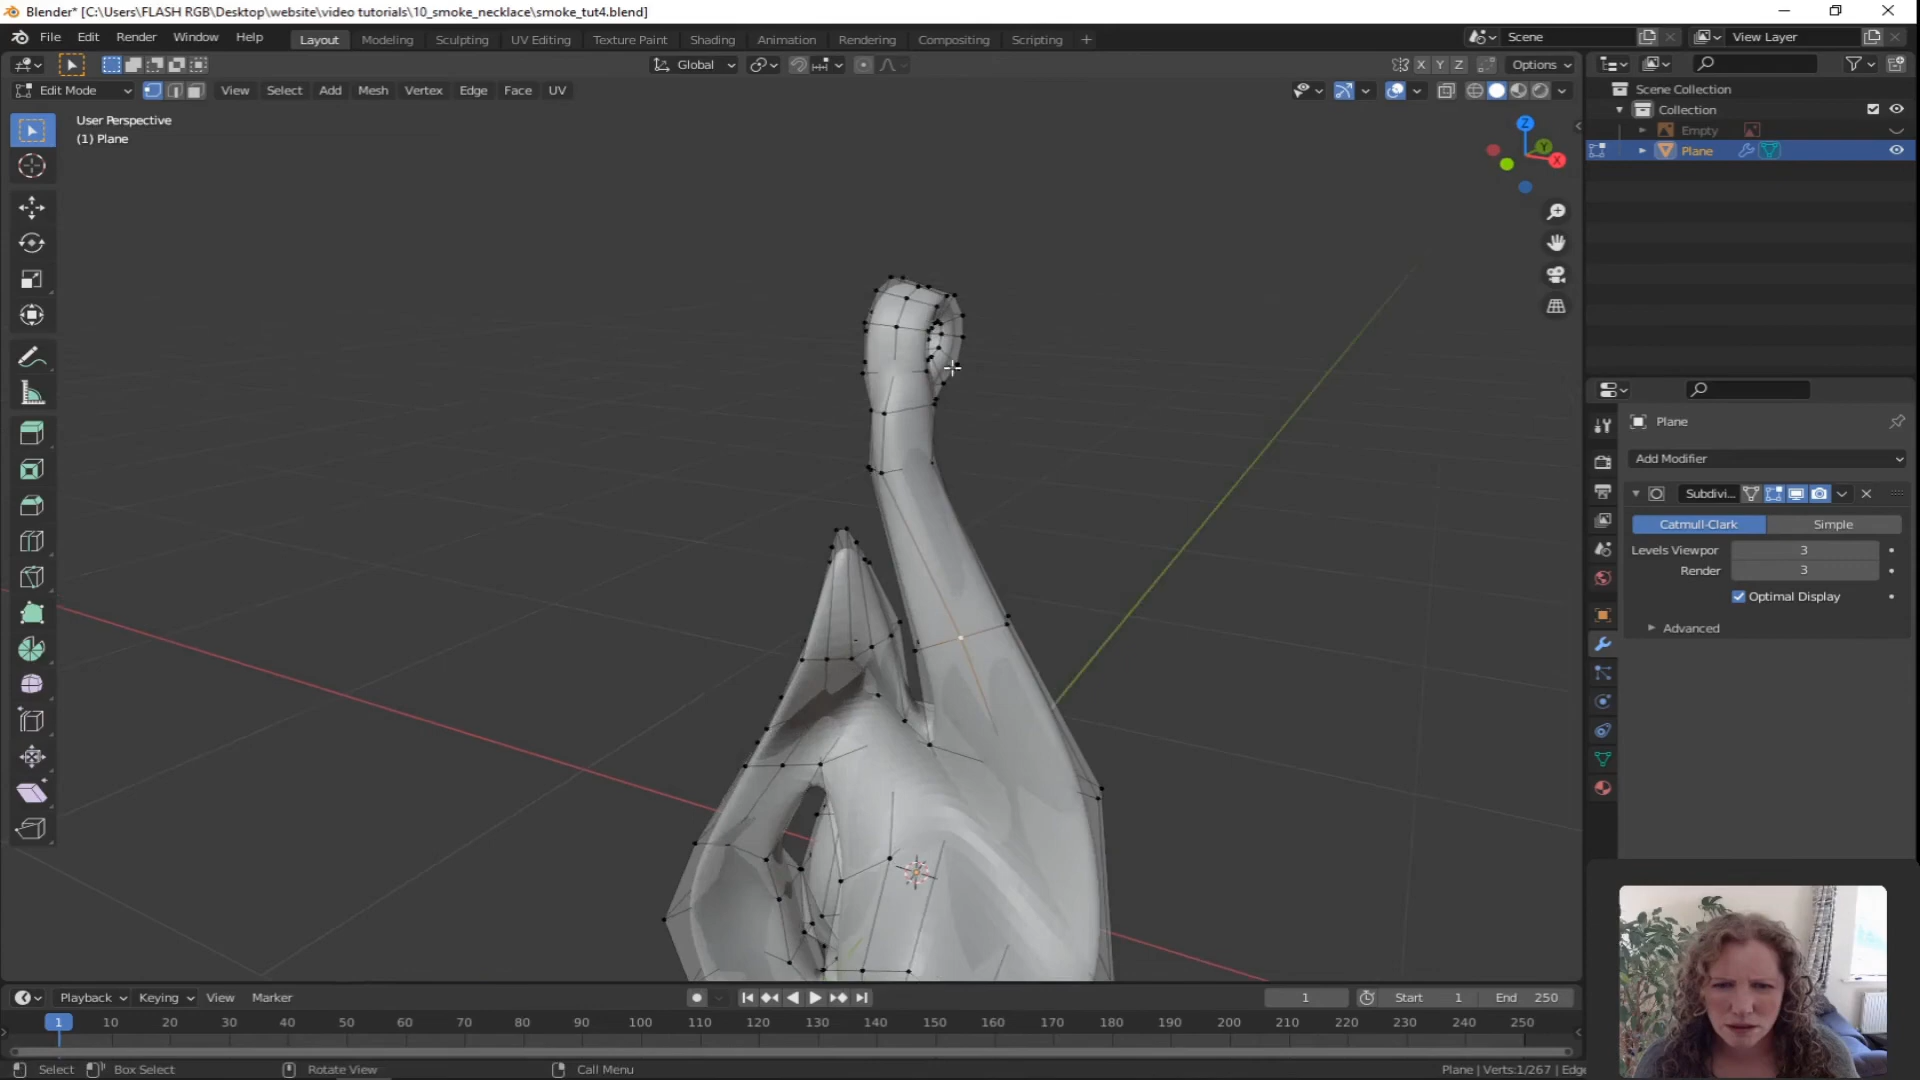 Blender* [C:\Users\FLASH RGB\Desktop\website\video tutorials\10_smoke_necklace\smoke_tut4.blend]
File Edit Render Window Help Layout Modeling Sculpting UV Editing Texture Paint Shading Animation Rendering Compositing Scripting + Scene View Layer
Global X Y Z Options
Edit Mode View Select Add Mesh Vertex Edge Face UV
User Perspective
(1) Plane
Z
Y
X
Scene Collection
Collection
Empty
Plane
Plane
Add Modifier
Subdivi...
Catmull-Clark Simple
Levels Viewpor 3
Render 3
Optimal Display
Advanced
Playback Keying View Marker 1 Start 1 End 250
1 10 20 30 40 50 60 70 80 90 100 110 120 130 140 150 160 170 180 190 200 210 220 230 240 250
Select Box Select Rotate View Call Menu Plane | Verts:1/267 | Edge